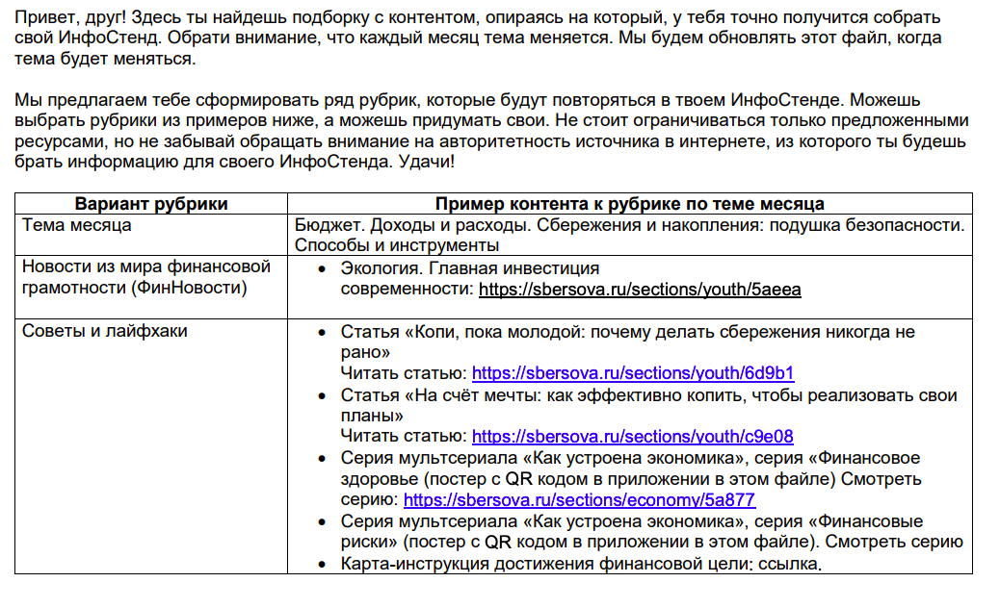 Привет, друг! Здесь ты найдешь подборку с контентом, опираясь на который, у тебя точно получится собрать
свой ИнфоСтенд. Обрати внимание, что каждый месяц тема меняется. Мы будем обновлять этот файл, когда
тема будет меняться.
Мы предлагаем тебе сформировать ряд рубрик, которые будут повторяться в твоем ИнфоСтенде. Можешь
выбрать рубрики из примеров ниже, а можешь придумать свои. Не стоит ограничиваться только предложенными
ресурсами, но не забывай обращать внимание на авторитетность источника в интернете, из которого ты будешь
брать информацию для своего ИнфоСтенда. Удачи!
Вариант рубрики
Пример контента к рубрике по теме месяца
Тема месяца
Бюджет. Доходы и расходы. Сбережения и накопления: подушка безопасности.
Способы и инструменты
Новости из мира финансовой
грамотности (ФинНовости)
• Экология. Главная инвестиция
современности: https://sbersova.ru/sections/youth/5aeea
Советы и лайфхаки
• Статья «Копи, пока молодой: почему делать сбережения никогда не
рано»
Читать статью: https://sbersova.ru/sections/youth/6d9b1
• Статья «На счёт мечты: как эффективно копить, чтобы реализовать свои
планы»
Читать статью: https://sbersova.ru/sections/youth/c9e08
• Серия мультсериала «Как устроена экономика», серия «Финансовое
здоровье (постер с QR кодом в приложении в этом файле) Смотреть
серию: https://sbersova.ru/sections/economy/5a877
• Серия мультсериала «Как устроена экономика», серия «Финансовые
риски» (постер с QR кодом в приложении в этом файле). Смотреть серию
• Карта-инструкция достижения финансовой цели: ссылка.